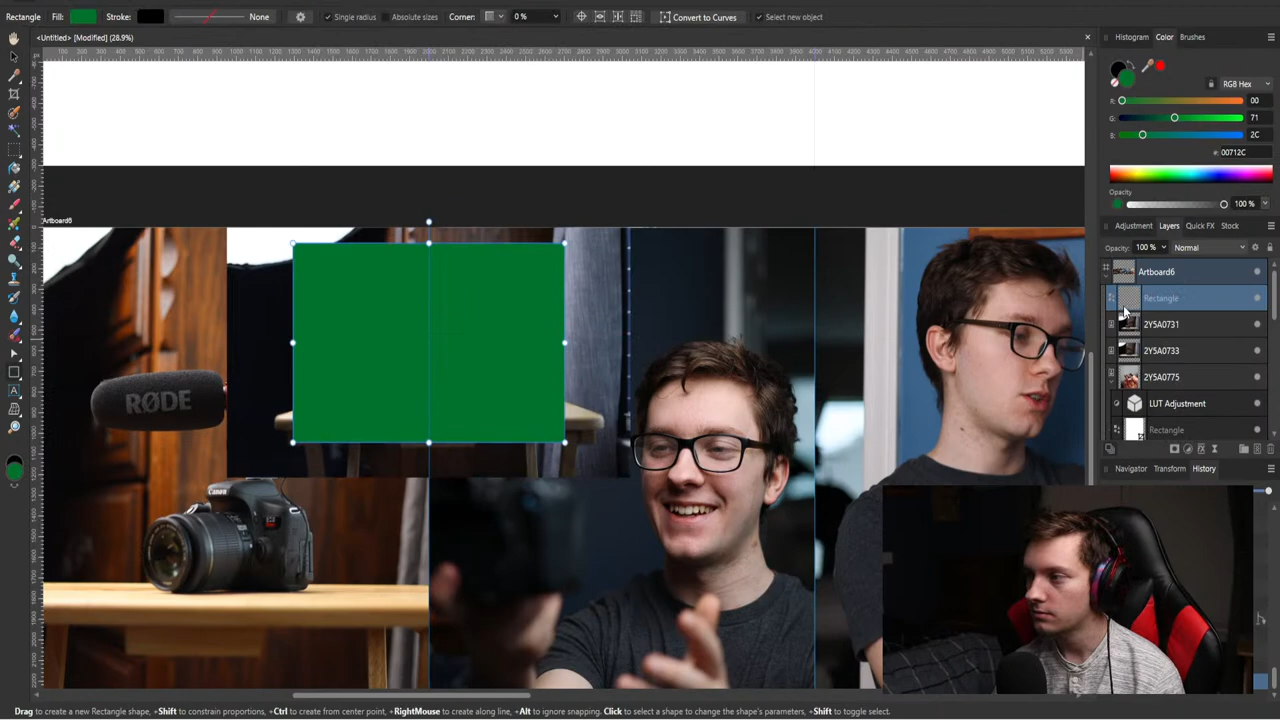 Rectangle Fill: Stroke: None Single radius Absolute sizes Corner: 0 % Convert to Curves Select new object
<Untitled> [Modified] (28.9%)
Histogram Color Brushes
RGB Hex
R: 00
G: 71
B: 2C
#: 00712C
Opacity
100 %
Artboard6
Adjustment Layers Quick FX Stock
Opacity: 100 % Normal
Artboard6
Rectangle
2Y5A0731
2Y5A0733
2Y5A0775
LUT Adjustment
Rectangle
Navigator Transform History
RØDE
Canon
Drag to create a new Rectangle shape, +Shift to constrain proportions, +Ctrl to create from center point, +RightMouse to create along line, +Alt to ignore snapping. Click to select a shape to change the shape's parameters, +Shift to toggle select.